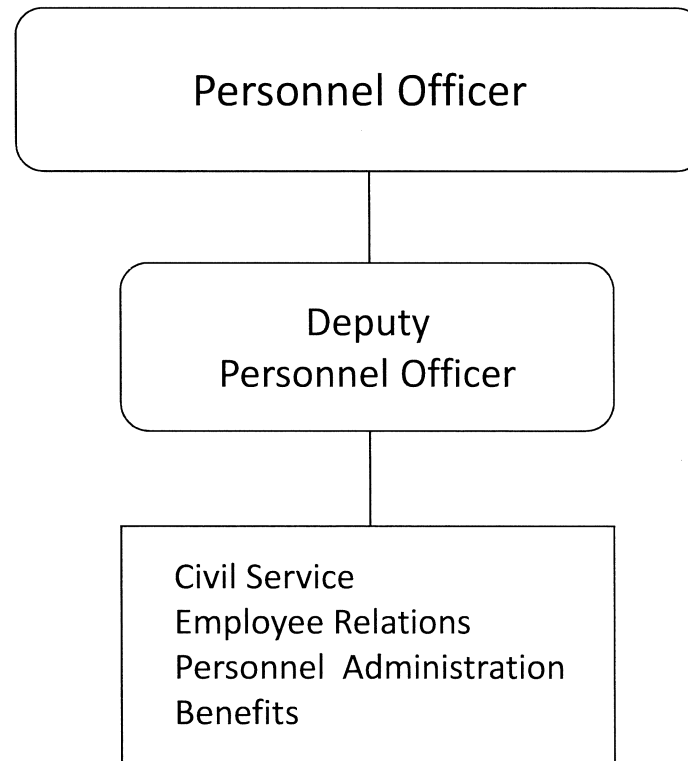 Personnel Officer
Deputy
Personnel Officer
Civil Service
Employee Relations
Personnel  Administration
Benefits